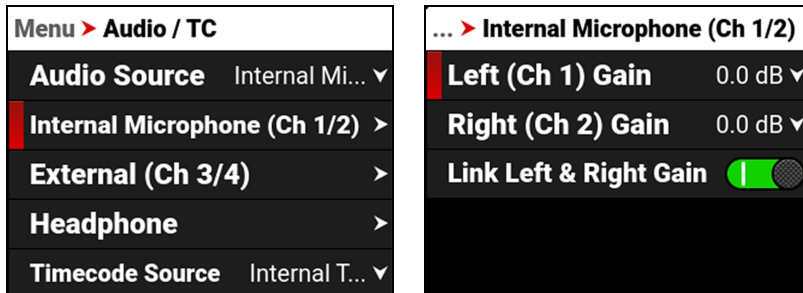 Menu ➤ Audio / TC
Audio Source Internal Mi...
Internal Microphone (Ch 1/2)
External (Ch 3/4)
Headphone
Timecode Source Internal T...
... ➤ Internal Microphone (Ch 1/2)
Left (Ch 1) Gain 0.0 dB
Right (Ch 2) Gain 0.0 dB
Link Left & Right Gain